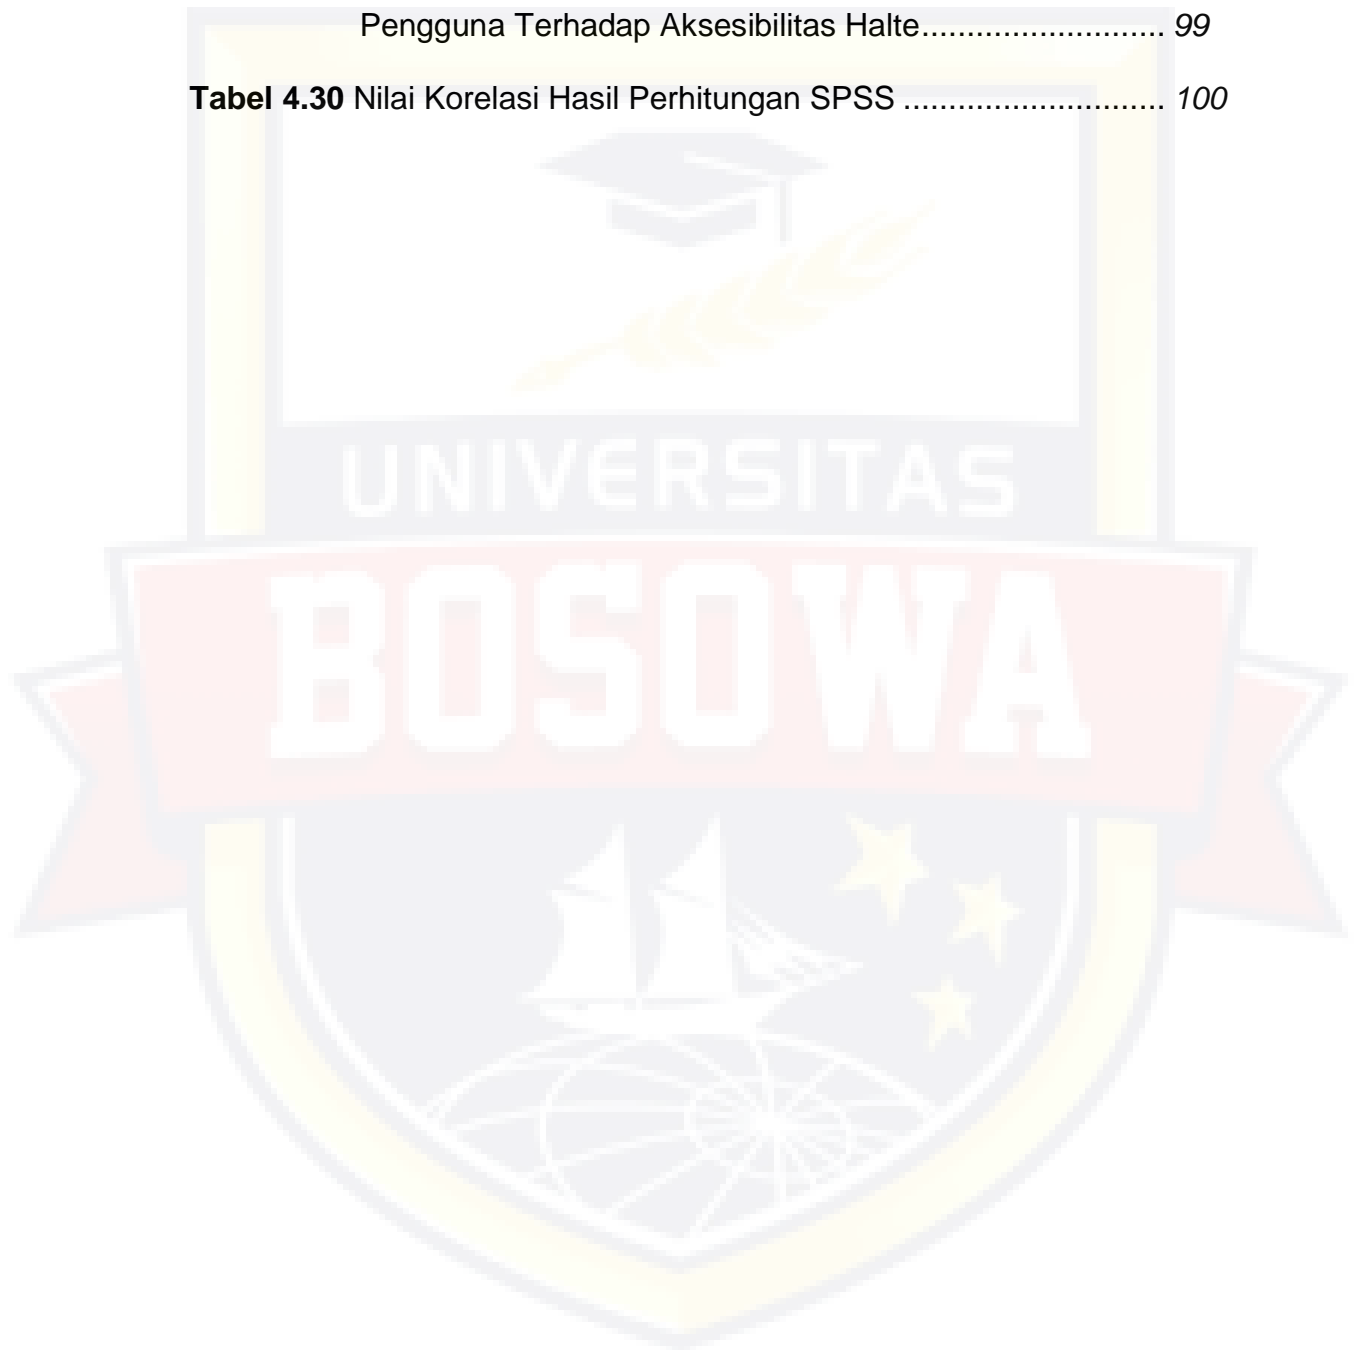 Pengguna Terhadap Aksesibilitas Halte........................... 99
Tabel 4.30 Nilai Korelasi Hasil Perhitungan SPSS ............................. 100
UNIVERSITAS
BOSOWA